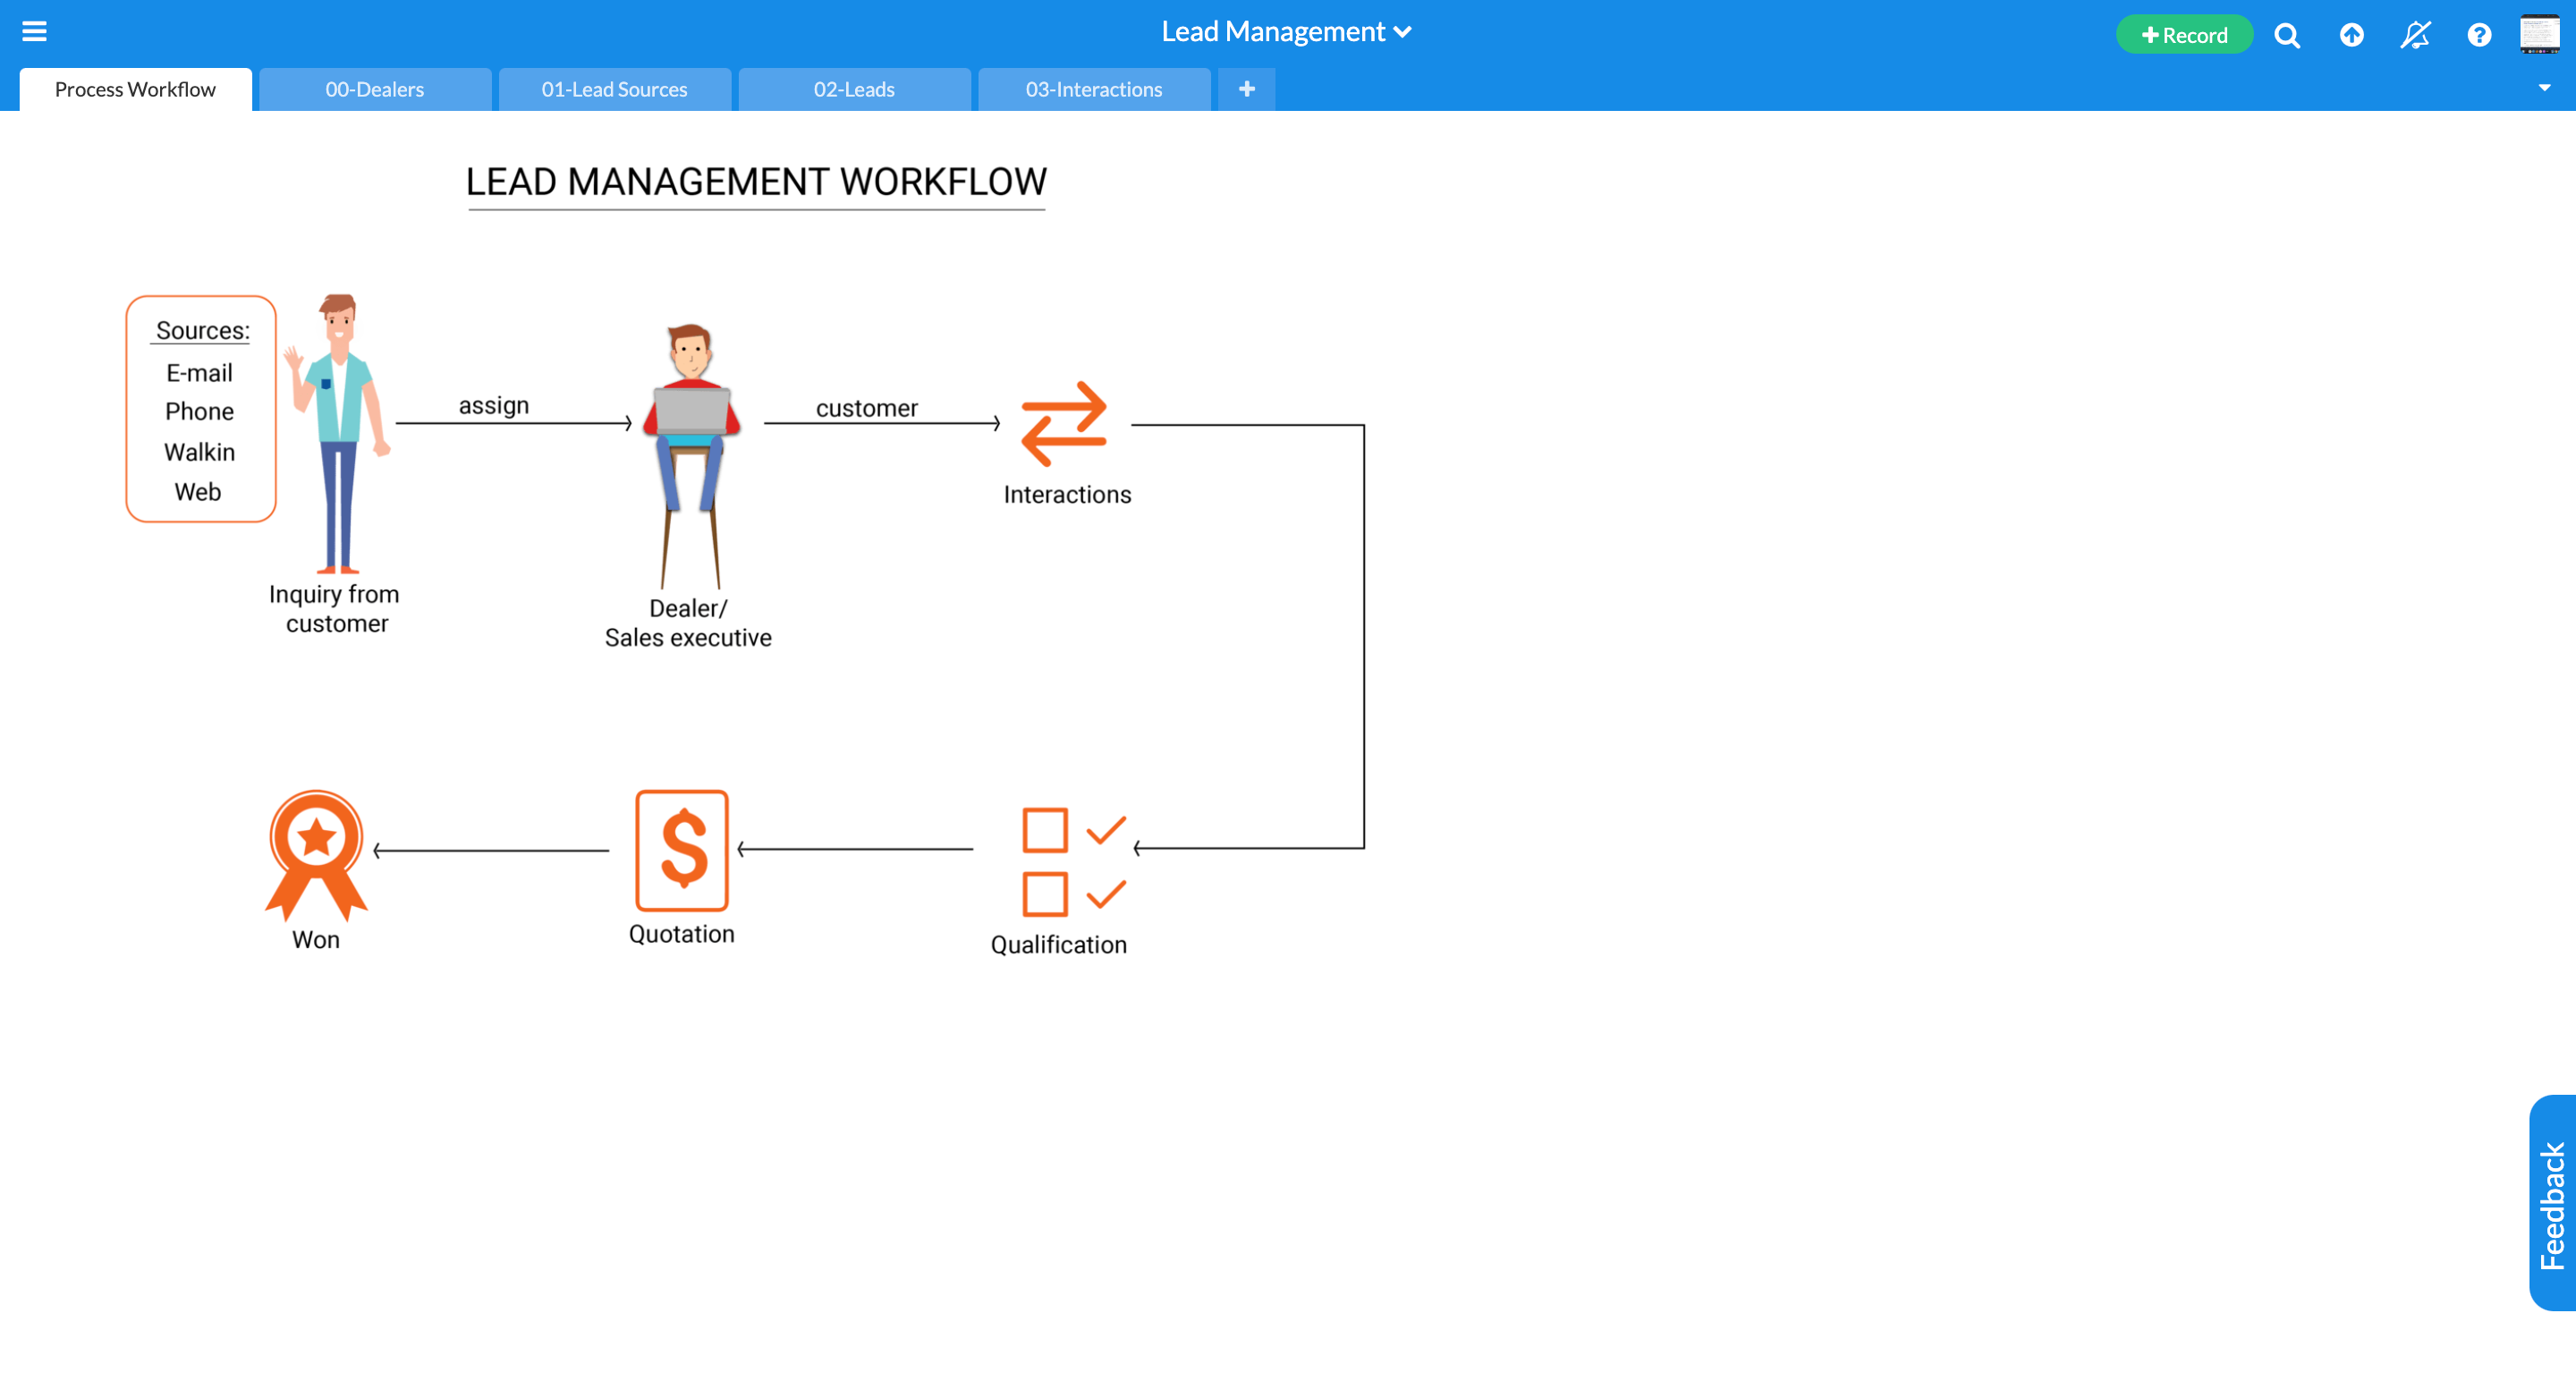 Lead Management
Record
Process Workflow
00-Dealers
01-Lead Sources
02-Leads
03-Interactions
LEAD MANAGEMENT WORKFLOW
Sources:
E-mail
Phone
Walkin
Web
assign
customer
Interactions
Inquiry from
customer
Dealer/
Sales executive
Won
Quotation
Qualification
Feedback